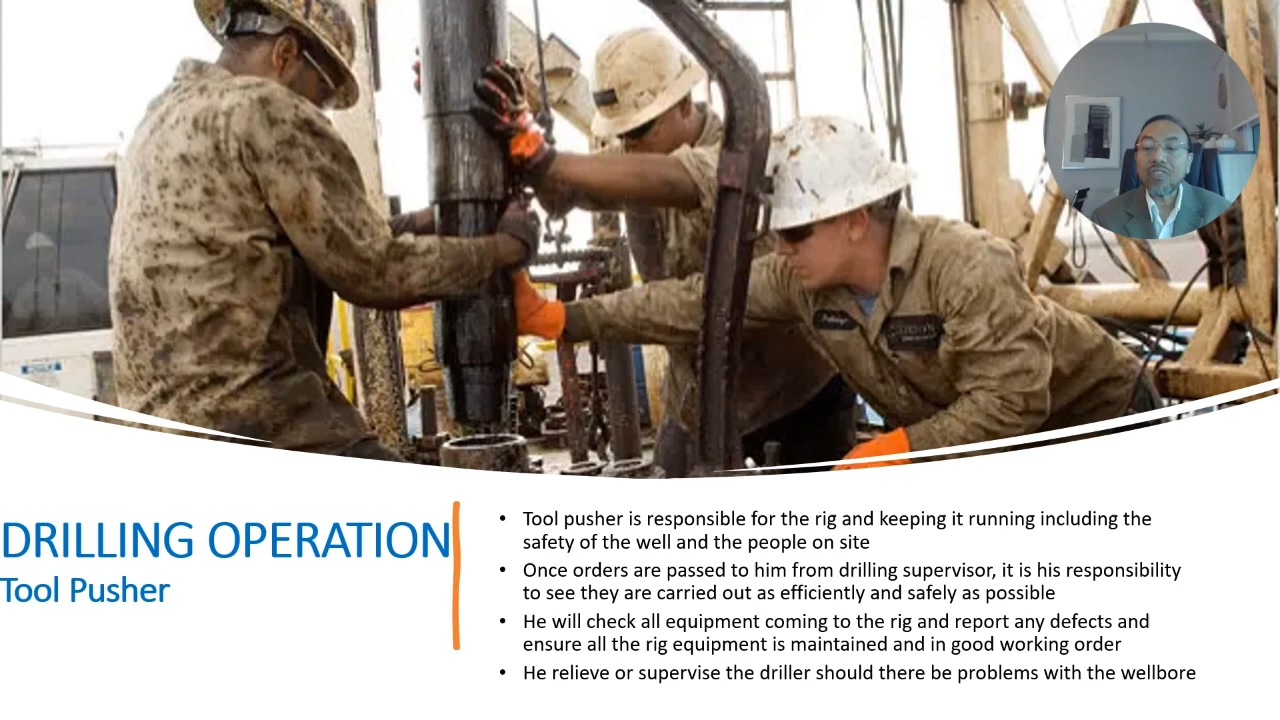 DRILLING OPERATION
Tool Pusher
• Tool pusher is responsible for the rig and keeping it running including the
safety of the well and the people on site
• Once orders are passed to him from drilling supervisor, it is his responsibility
to see they are carried out as efficiently and safely as possible
• He will check all equipment coming to the rig and report any defects and
ensure all the rig equipment is maintained and in good working order
• He relieve or supervise the driller should there be problems with the wellbore